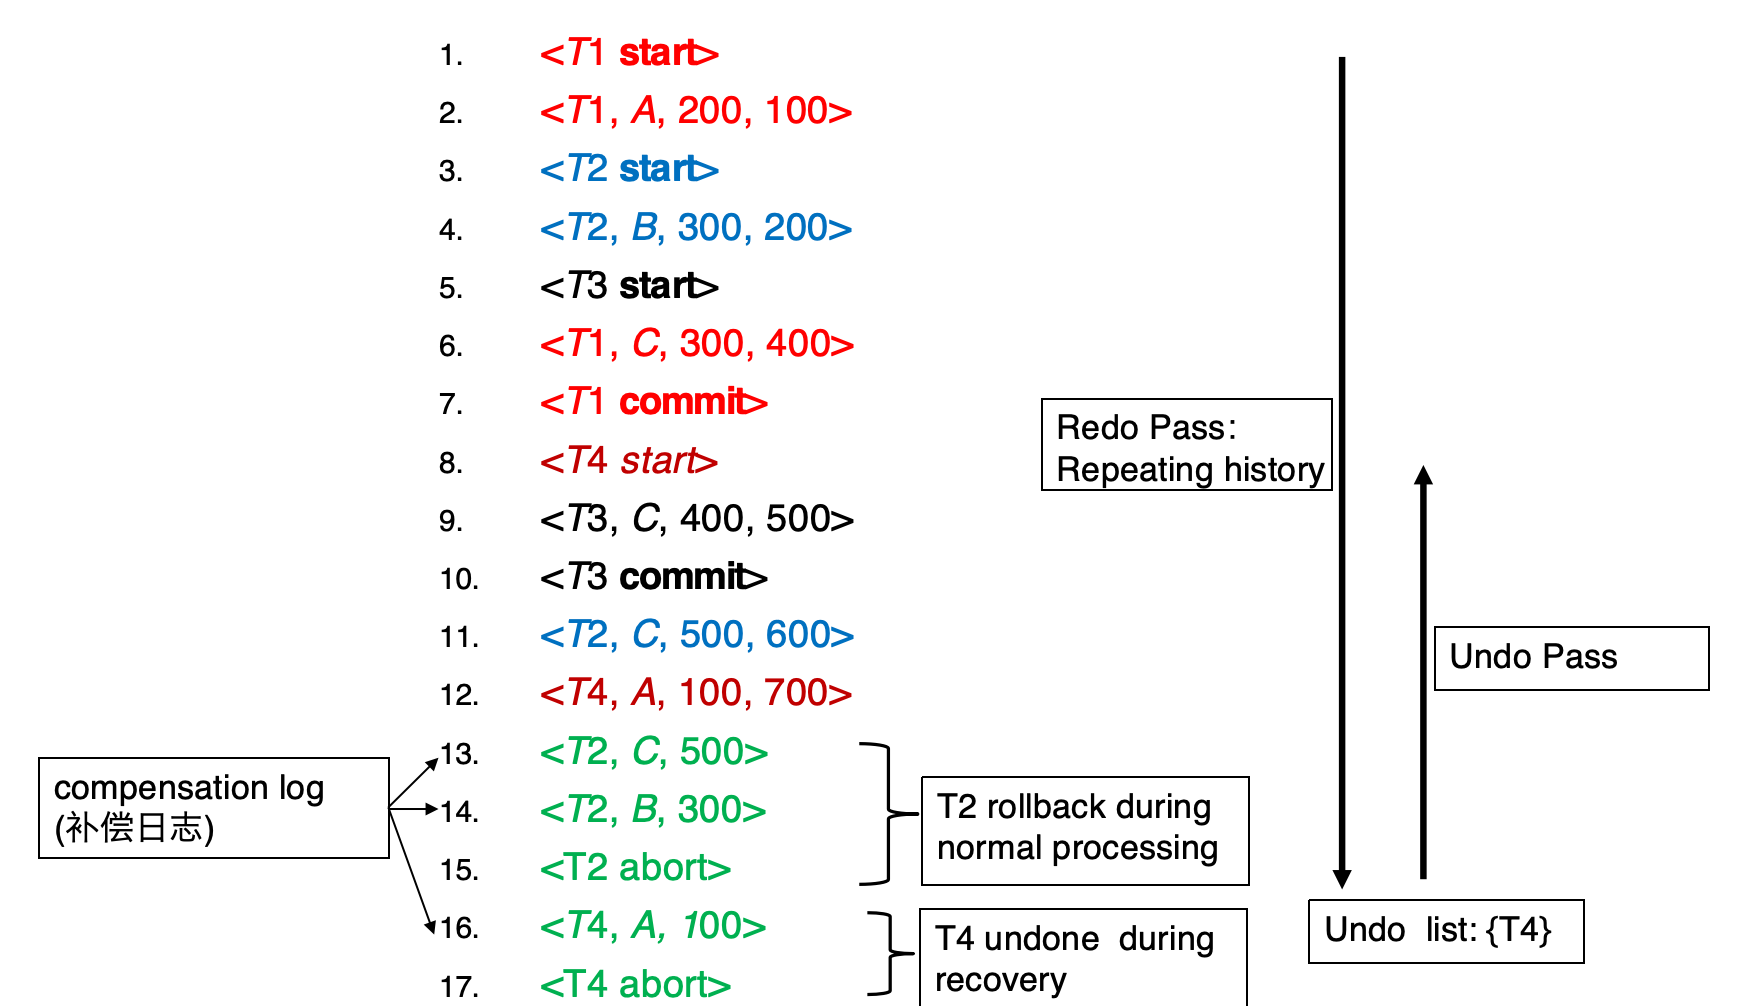 1. <T1 start>
2. <T1, A, 200, 100>
3. <T2 start>
4. <T2, B, 300, 200>
5. <T3 start>
6. <T1, C, 300, 400>
7. <T1 commit>
8. <T4 start>
9. <T3, C, 400, 500>
10. <T3 commit>
11. <T2, C, 500, 600>
12. <T4, A, 100, 700>
13. <T2, C, 500>
14. <T2, B, 300>
15. <T2 abort>
16. <T4, A, 100>
17. <T4 abort>
compensation log
(补偿日志)
T2 rollback during
normal processing
T4 undone during
recovery
Redo Pass:
Repeating history
Undo Pass
Undo list: {T4}